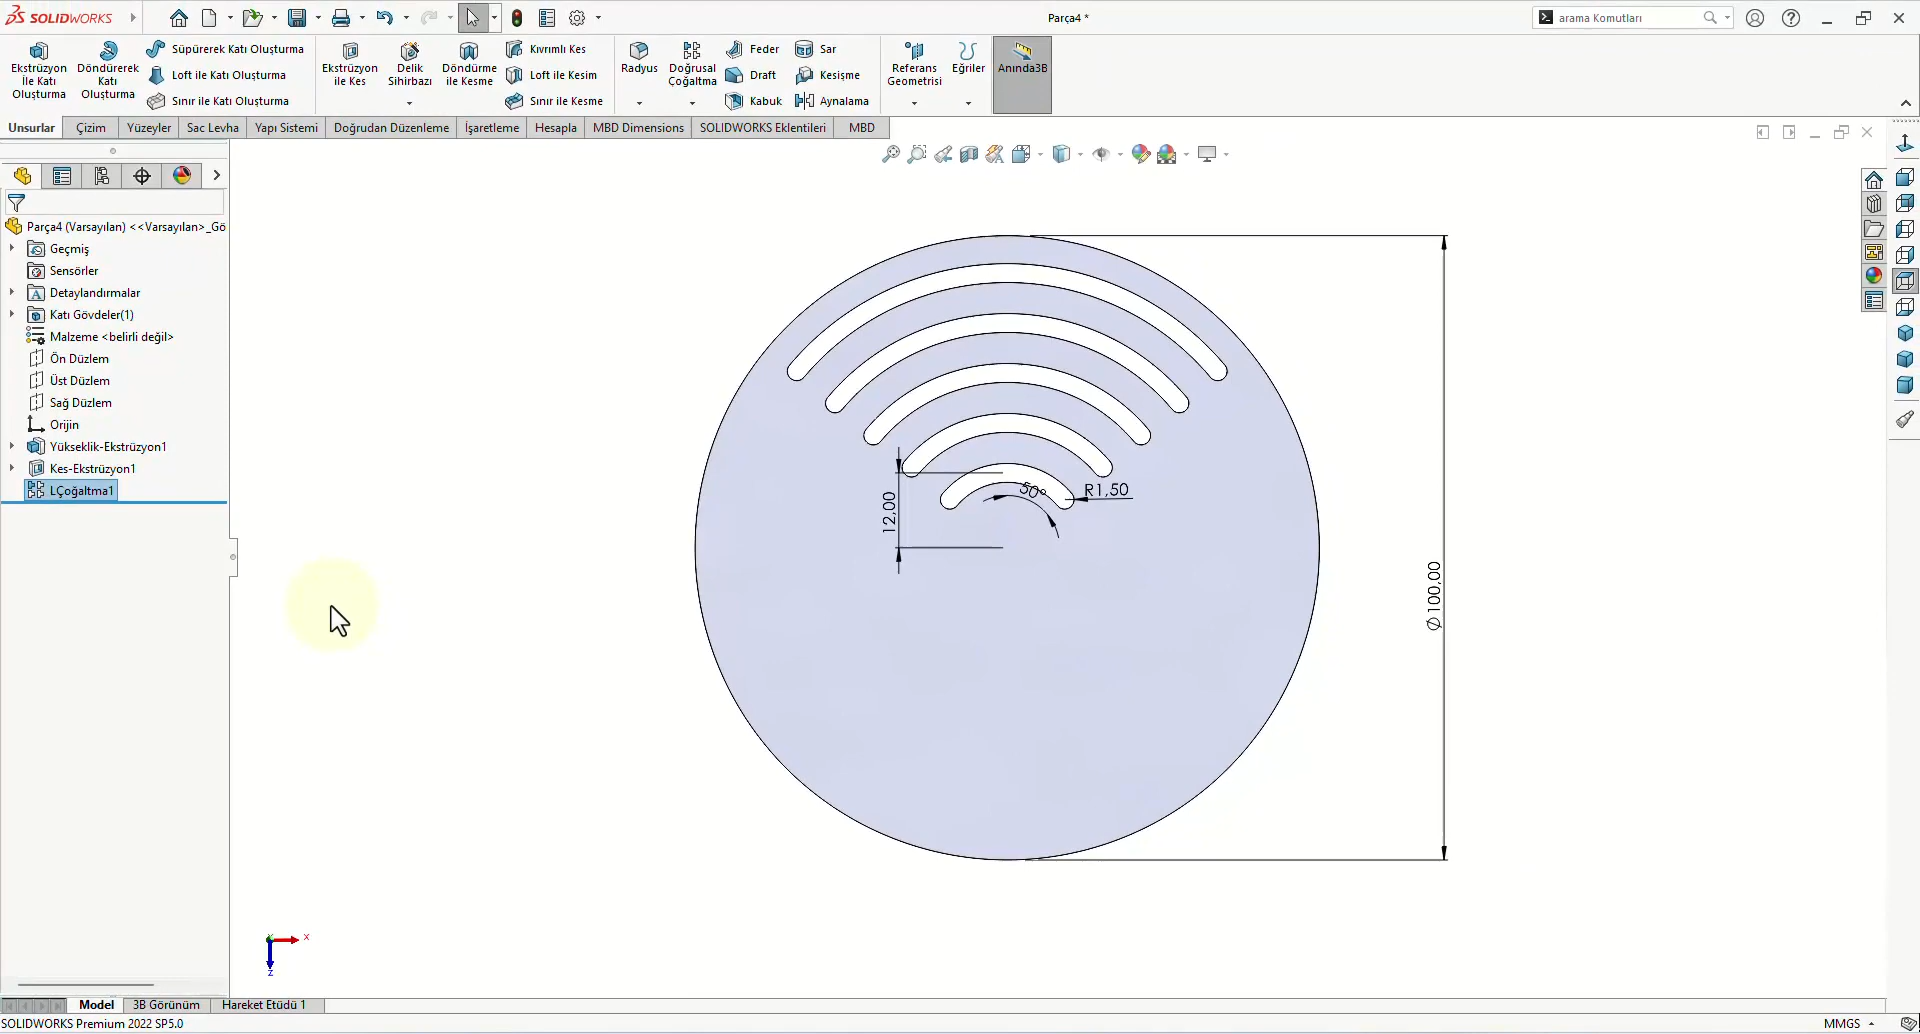 SOLIDWORKS
Parça4 *
arama Komutları
Ekstrüzyon İle Katı Oluşturma
Döndürerek Katı Oluşturma
Süpürerek Katı Oluşturma
Loft ile Katı Oluşturma
Sınır ile Katı Oluşturma
Ekstrüzyon ile Kes
Delik Sihirbazı
Döndürme ile Kesme
Kıvrımlı Kes
Loft ile Kesim
Sınır ile Kesme
Radyus
Doğrusal Çoğaltma
Feder
Draft
Kabuk
Sar
Kesişme
Aynalama
Referans Geometrisi
Eğriler
Anında3B
Unsurlar
Çizim
Yüzeyler
Sac Levha
Yapı Sistemi
Doğrudan Düzenleme
İşaretleme
Hesapla
MBD Dimensions
SOLIDWORKS Eklentileri
MBD
Parça4 (Varsayılan) <<Varsayılan>_Gö
Geçmiş
Sensörler
Detaylandırmalar
Katı Gövdeler(1)
Malzeme <belirli değil>
Ön Düzlem
Üst Düzlem
Sağ Düzlem
Orijin
Yükseklik-Ekstrüzyon1
Kes-Ekstrüzyon1
LÇoğaltma1
50°
R1,50
12,00
Ø100,00
x
z
Model
3B Görünüm
Hareket Etüdü 1
SOLIDWORKS Premium 2022 SP5.0
MMGS